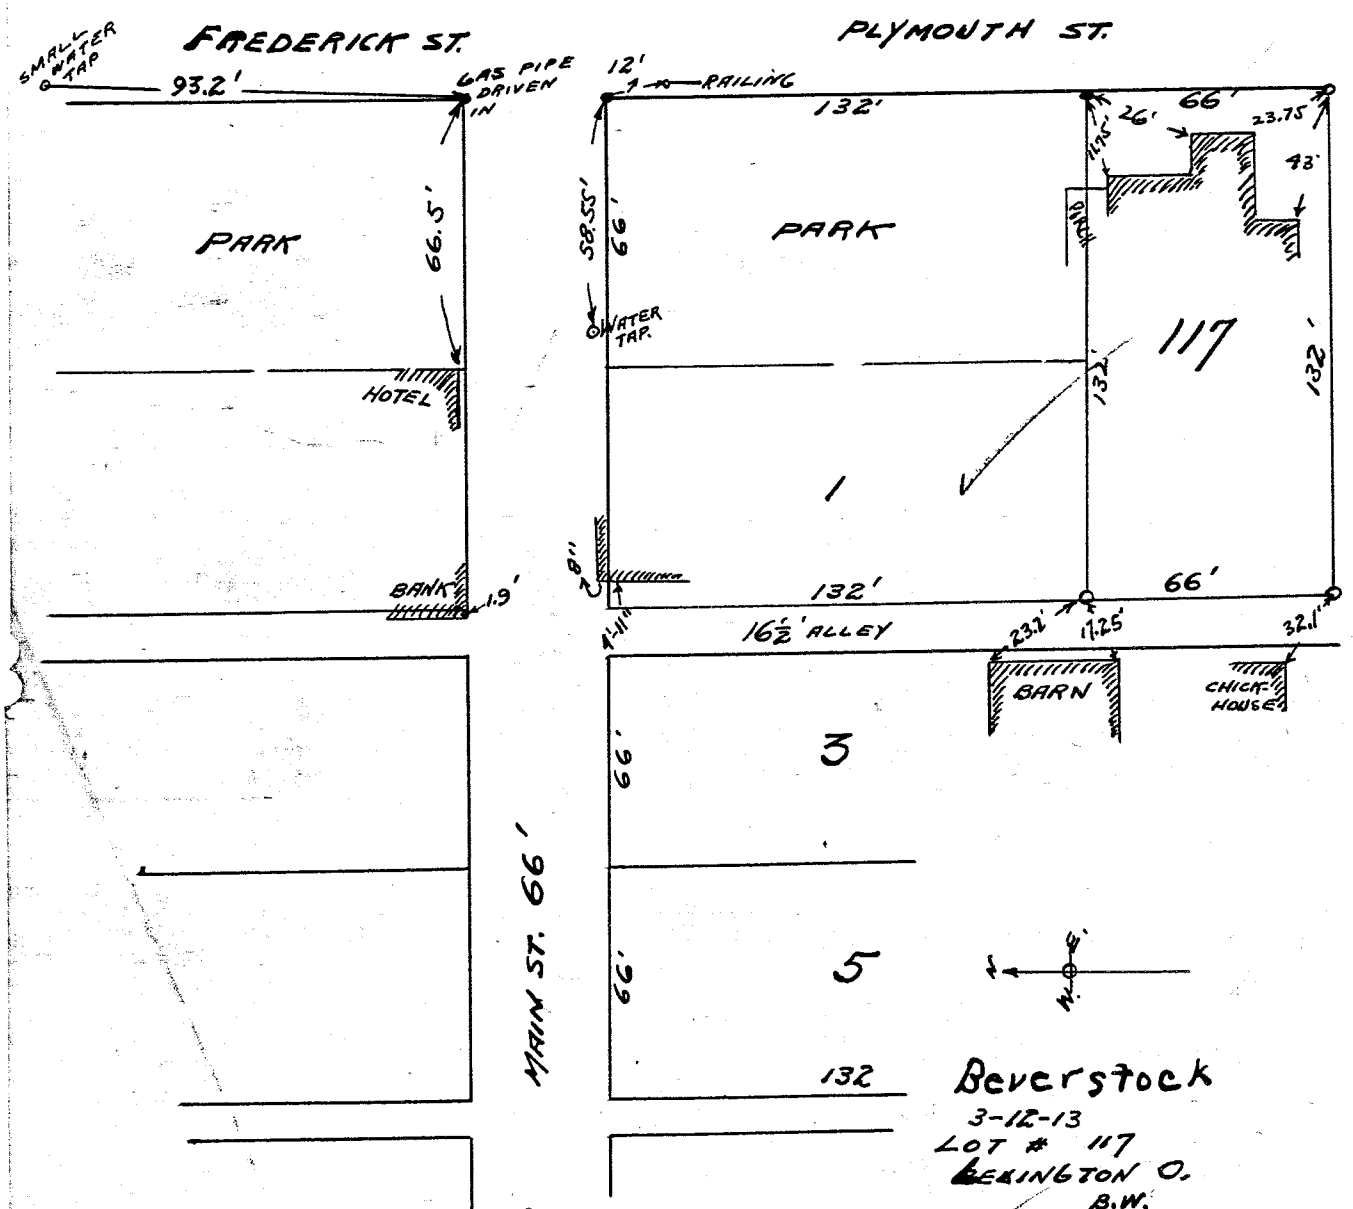 FREDERICK ST.
PLYMOUTH ST.
SMALL
WATER
TAP
93.2'
GAS PIPE
DRIVEN
IN
12'
RAILING
132'
66'
26'
23.75
11.75'
43'
66.5'
58.55'
66'
PARK
PARK
WATER
TAP.
117
132'
132'
HOTEL
1
8"
BANK
1.9'
132'
66'
16½' ALLEY
23.2'
17.25'
32.1'
BARN
CHICK-
HOUSE
66'
3
MAIN ST. 66'
66'
5
E.
N
W.
132
Beverstock
3-12-13
LOT # 117
LEXINGTON O.
B.W.